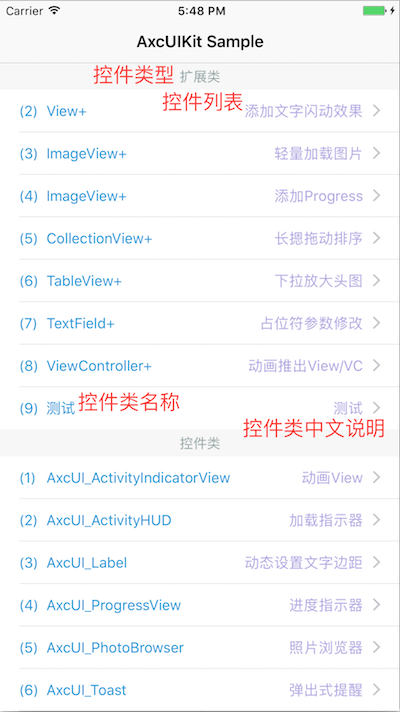 Carrier 5:48 PM
AxcUIKit Sample
控件类型 扩展类
控件列表
(2) View+ 添加文字闪动效果
(3) ImageView+ 轻量加载图片
(4) ImageView+ 添加Progress
(5) CollectionView+ 长摁拖动排序
(6) TableView+ 下拉放大头图
(7) TextField+ 占位符参数修改
(8) ViewController+ 动画推出View/VC
(9) 测试 控件类名称 测试
控件类中文说明
控件类
(1) AxcUI_ActivityIndicatorView 动画View
(2) AxcUI_ActivityHUD 加载指示器
(3) AxcUI_Label 动态设置文字边距
(4) AxcUI_ProgressView 进度指示器
(5) AxcUI_PhotoBrowser 照片浏览器
(6) AxcUI_Toast 弹出式提醒